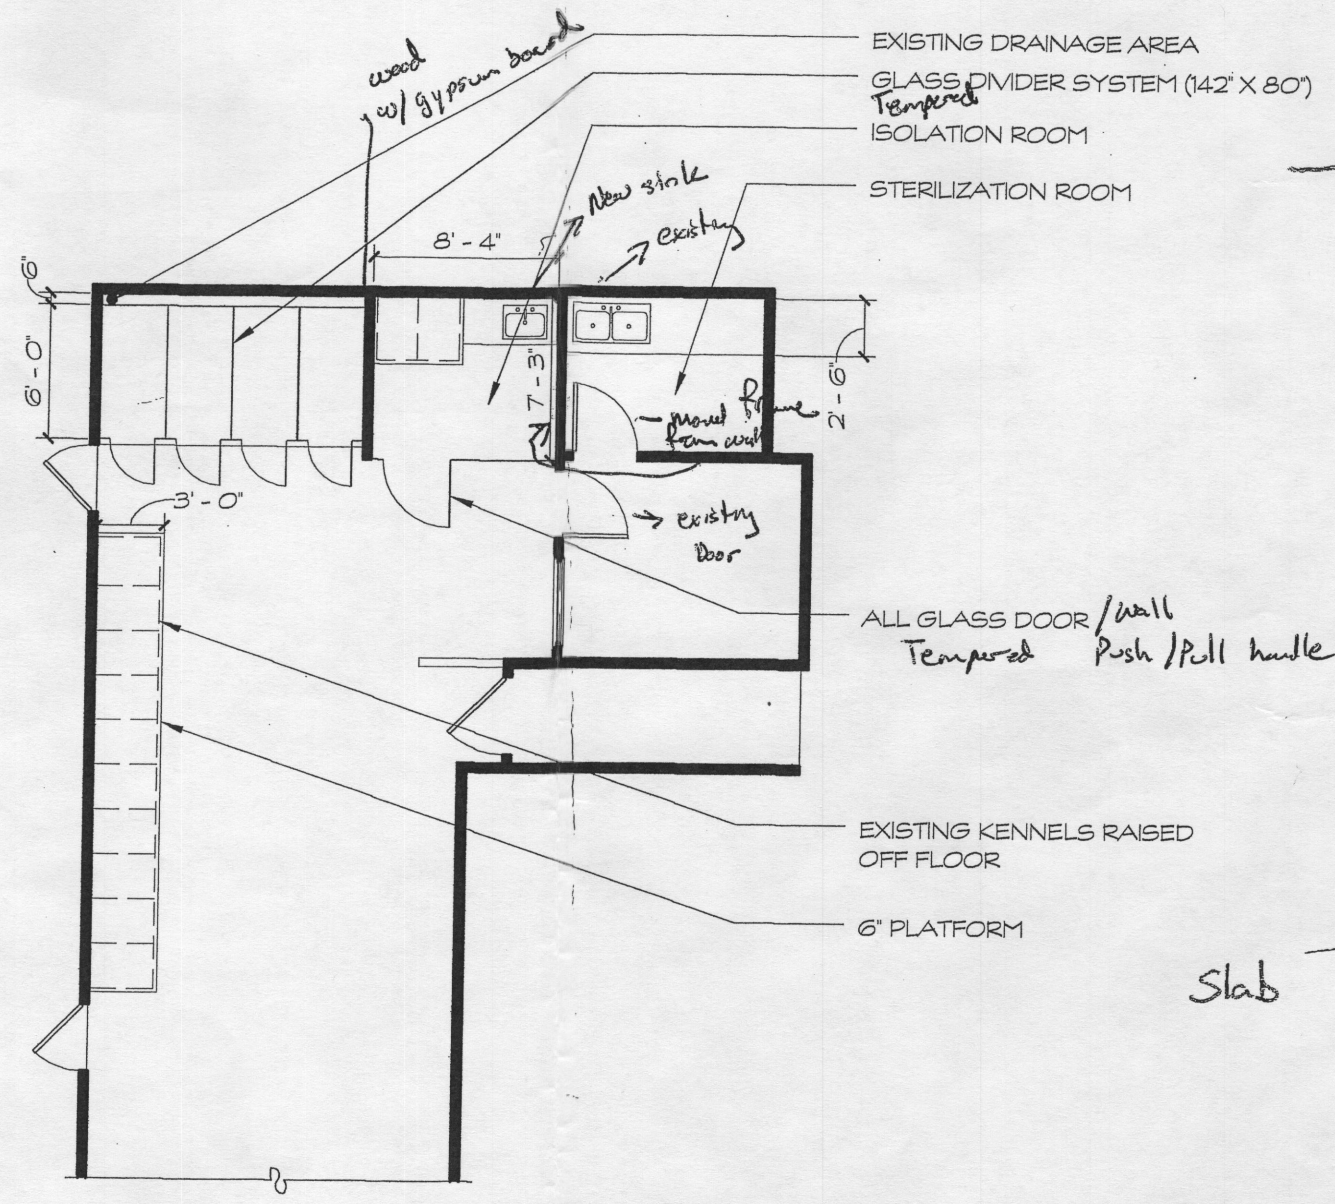 wood
w/ gypsum board
EXISTING DRAINAGE AREA
GLASS DIVIDER SYSTEM (142" X 80")
Tempered
ISOLATION ROOM
STERILIZATION ROOM
New sink
existing
8' - 4"
6"
6' - 0"
7' - 3"
2' - 6"
frame
from wall
3' - 0"
existing
Door
ALL GLASS DOOR / wall
Tempered Push / Pull handle
EXISTING KENNELS RAISED
OFF FLOOR
6" PLATFORM
Slab